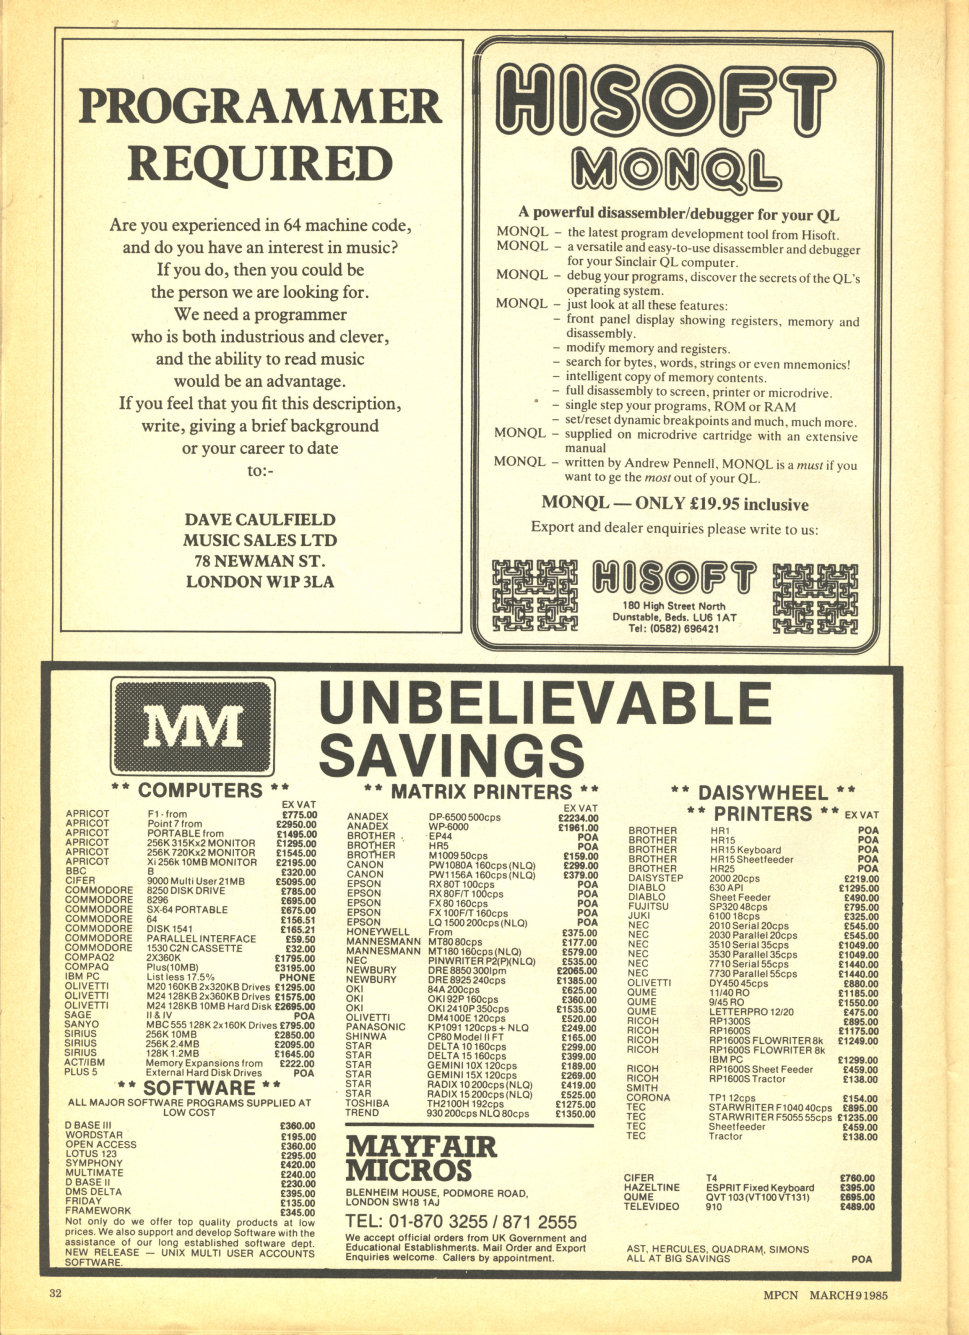 PROGRAMMER
REQUIRED
Are you experienced in 64 machine code,
and do you have an interest in music?
If you do, then you could be
the person we are looking for.
We need a programmer
who is both industrious and clever,
and the ability to read music
would be an advantage.
If you feel that you fit this description,
write, giving a brief background
or your career to date
to:-
DAVE CAULFIELD
MUSIC SALES LTD
78 NEWMAN ST.
LONDON W1P 3LA
HISOFT
MONQL
A powerful disassembler/debugger for your QL
MONQL – the latest program development tool from Hisoft.
MONQL – a versatile and easy-to-use disassembler and debugger
for your Sinclair QL computer.
MONQL – debug your programs, discover the secrets of the QL's
operating system.
MONQL – just look at all these features:
– front panel display showing registers, memory and
disassembly.
– modify memory and registers.
– search for bytes, words, strings or even mnemonics!
– intelligent copy of memory contents.
– full disassembly to screen, printer or microdrive.
– single step your programs, ROM or RAM
– set/reset dynamic breakpoints and much, much more.
MONQL – supplied on microdrive cartridge with an extensive
manual
MONQL – written by Andrew Pennell, MONQL is a must if you
want to ge the most out of your QL.
MONQL — ONLY £19.95 inclusive
Export and dealer enquiries please write to us:
HISOFT
180 High Street North
Dunstable, Beds. LU6 1AT
Tel: (0582) 696421
MM
UNBELIEVABLE
SAVINGS
** COMPUTERS **
EX VAT
APRICOT F1 - from £775.00
APRICOT Point 7 from £2950.00
APRICOT PORTABLE from £1495.00
APRICOT 256K 315Kx2 MONITOR £1295.00
APRICOT 256K 720Kx2 MONITOR £1545.00
APRICOT Xi 256k 10MB MONITOR £2195.00
BBC B £320.00
CIFER 9000 Multi User 21MB £5095.00
COMMODORE 8250 DISK DRIVE £785.00
COMMODORE 8296 £695.00
COMMODORE SX-64 PORTABLE £675.00
COMMODORE 64 £156.51
COMMODORE DISK 1541 £165.21
COMMODORE PARALLEL INTERFACE £59.50
COMMODORE 1530 C2N CASSETTE £32.00
COMPAQ2 2X360K £1795.00
COMPAQ Plus(10MB) £3195.00
IBM PC List less 17.5% PHONE
OLIVETTI M20 160KB 2x320KB Drives £1295.00
OLIVETTI M24 128KB 2x360KB Drives £1575.00
OLIVETTI M24 128KB 10MB Hard Disk £2695.00
SAGE II & IV POA
SANYO MBC 555 128K 2x160K Drives £795.00
SIRIUS 256K 10MB £2850.00
SIRIUS 256K 2.4MB £2095.00
SIRIUS 128K 1.2MB £1645.00
ACT/IBM Memory Expansions from £222.00
PLUS 5 External Hard Disk Drives POA
** SOFTWARE **
ALL MAJOR SOFTWARE PROGRAMS SUPPLIED AT
LOW COST
D BASE III £360.00
WORDSTAR £195.00
OPEN ACCESS £360.00
LOTUS 123 £295.00
SYMPHONY £420.00
MULTIMATE £240.00
D BASE II £230.00
DMS DELTA £395.00
FRIDAY £135.00
FRAMEWORK £345.00
Not only do we offer top quality products at low
prices. We also support and develop Software with the
assistance of our long established software dept.
NEW RELEASE — UNIX MULTI USER ACCOUNTS
SOFTWARE.
** MATRIX PRINTERS **
EX VAT
ANADEX DP-6500 500cps £2234.00
ANADEX WP-6000 £1961.00
BROTHER EP44 POA
BROTHER HR5 POA
BROTHER M1009 50cps £159.00
CANON PW1080A 160cps (NLQ) £299.00
CANON PW1156A 160cps (NLQ) £379.00
EPSON RX 80T 100cps POA
EPSON RX 80F/T 100cps POA
EPSON FX 80 160cps POA
EPSON FX 100F/T 160cps POA
EPSON LQ 1500 200cps (NLQ) POA
HONEYWELL From £375.00
MANNESMANN MT80 80cps £177.00
MANNESMANN MT180 160cps (NLQ) £579.00
NEC PINWRITER P2(P)(NLQ) £535.00
NEWBURY DRE 8850 300lpm £2065.00
NEWBURY DRE 8925 240cps £1385.00
OKI 84A 200cps £625.00
OKI OKI 92P 160cps £360.00
OKI OKI 2410P 350cps £1535.00
OLIVETTI DM4100E 120cps £520.00
PANASONIC KP1091 120cps + NLQ £249.00
SHINWA CP80 Model II FT £165.00
STAR DELTA 10 160cps £299.00
STAR DELTA 15 160cps £399.00
STAR GEMINI 10X 120cps £189.00
STAR GEMINI 15X 120cps £269.00
STAR RADIX 10 200cps (NLQ) £419.00
STAR RADIX 15 200cps (NLQ) £525.00
TOSHIBA TH2100H 192cps £1275.00
TREND 930 200cps NLQ 80cps £1350.00
MAYFAIR
MICROS
BLENHEIM HOUSE, PODMORE ROAD,
LONDON SW18 1AJ
TEL: 01-870 3255 / 871 2555
We accept official orders from UK Government and
Educational Establishments. Mail Order and Export
Enquiries welcome. Callers by appointment.
** DAISYWHEEL **
** PRINTERS ** EX VAT
BROTHER HR1 POA
BROTHER HR15 POA
BROTHER HR15 Keyboard POA
BROTHER HR15 Sheetfeeder POA
BROTHER HR25 POA
DAISYSTEP 2000 20cps £219.00
DIABLO 630 API £1295.00
DIABLO Sheet Feeder £490.00
FUJITSU SP320 48cps £795.00
JUKI 6100 18cps £325.00
NEC 2010 Serial 20cps £545.00
NEC 2030 Parallel 20cps £545.00
NEC 3510 Serial 35cps £1049.00
NEC 3530 Parallel 35cps £1049.00
NEC 7710 Serial 55cps £1440.00
NEC 7730 Parallel 55cps £1440.00
OLIVETTI DY450 45cps £880.00
QUME 11/40 RO £1185.00
QUME 9/45 RO £1550.00
QUME LETTERPRO 12/20 £475.00
RICOH RP1300S £895.00
RICOH RP1600S £1175.00
RICOH RP1600S FLOWRITER 8k £1249.00
RICOH RP1600S FLOWRITER 8k
IBM PC £1299.00
RICOH RP1600S Sheet Feeder £459.00
RICOH RP1600S Tractor £138.00
SMITH
CORONA TP1 12cps £154.00
TEC STARWRITER F1040 40cps £895.00
TEC STARWRITER F5055 55cps £1235.00
TEC Sheetfeeder £459.00
TEC Tractor £138.00
CIFER T4 £760.00
HAZELTINE ESPRIT Fixed Keyboard £395.00
QUME QVT 103 (VT100 VT131) £695.00
TELEVIDEO 910 £489.00
AST, HERCULES, QUADRAM, SIMONS
ALL AT BIG SAVINGS POA
32
MPCN MARCH 9 1985